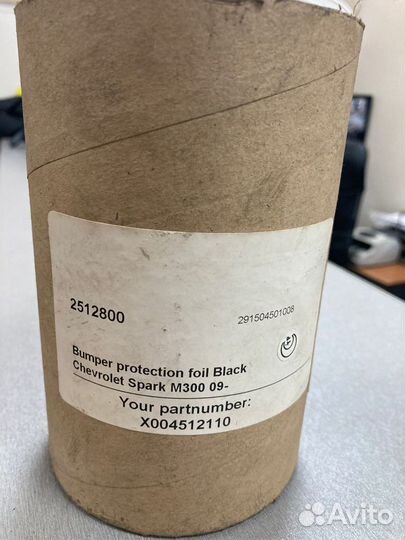 2512800
291504501008
Bumper protection foil Black
Chevrolet Spark M300 09-
Your partnumber:
X004512110
Avito